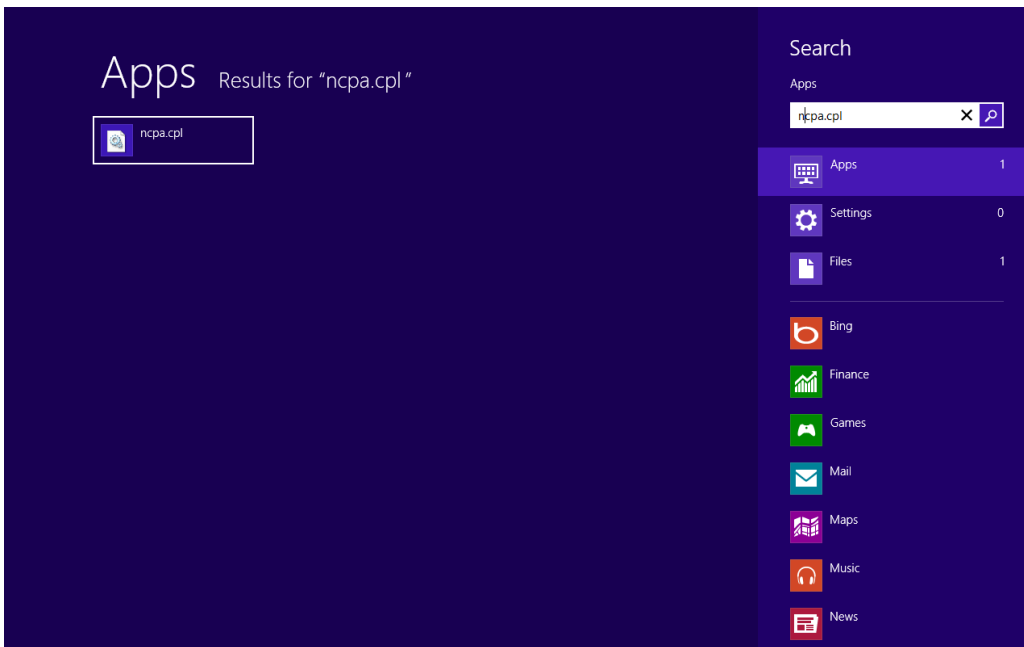 Apps Results for “ncpa.cpl”
ncpa.cpl
Search
Apps
ncpa.cpl
Apps 1
Settings 0
Files 1
Bing
Finance
Games
Mail
Maps
Music
News